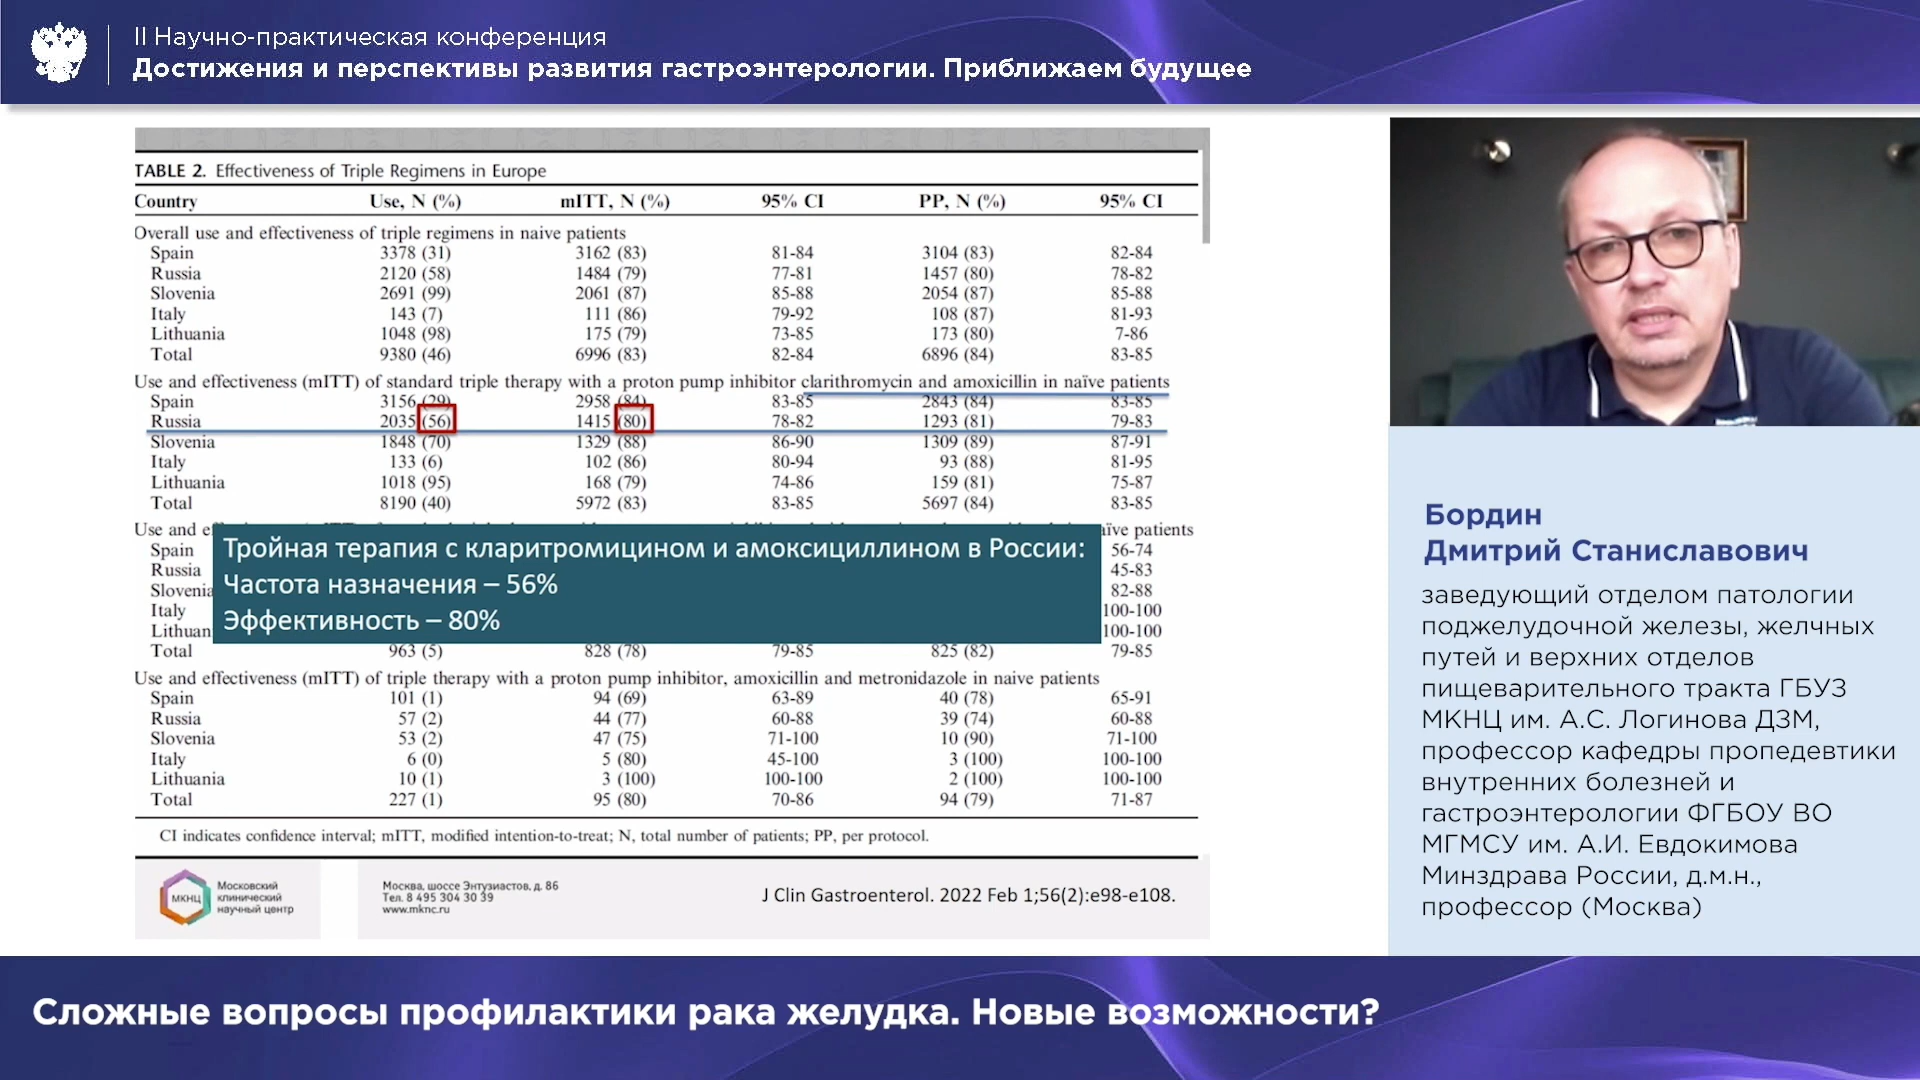 II Научно-практическая конференция
Достижения и перспективы развития гастроэнтерологии. Приближаем будущее
TABLE 2. Effectiveness of Triple Regimens in Europe
Country Use, N (%) mITT, N (%) 95% CI PP, N (%) 95% CI
Overall use and effectiveness of triple regimens in naive patients
Spain 3378 (31) 3162 (83) 81-84 3104 (83) 82-84
Russia 2120 (58) 1484 (79) 77-81 1457 (80) 78-82
Slovenia 2691 (99) 2061 (87) 85-88 2054 (87) 85-88
Italy 143 (7) 111 (86) 79-92 108 (87) 81-93
Lithuania 1048 (98) 175 (79) 73-85 173 (80) 7-86
Total 9380 (46) 6996 (83) 82-84 6896 (84) 83-85
Use and effectiveness (mITT) of standard triple therapy with a proton pump inhibitor clarithromycin and amoxicillin in naïve patients
Spain 3156 (29) 2958 (84) 83-85 2843 (84) 83-85
Russia 2035 (56) 1415 (80) 78-82 1293 (81) 79-83
Slovenia 1848 (70) 1329 (88) 86-90 1309 (89) 87-91
Italy 133 (6) 102 (86) 80-94 93 (88) 81-95
Lithuania 1018 (95) 168 (79) 74-86 159 (81) 75-87
Total 8190 (40) 5972 (83) 83-85 5697 (84) 83-85
Use and e aïve patients
Spain 56-74
Russia 45-83
Slovenia 82-88
Italy 100-100
Lithuan 100-100
Тройная терапия с кларитромицином и амоксициллином в России:
Частота назначения – 56%
Эффективность – 80%
Total 963 (5) 828 (78) 79-85 825 (82) 79-85
Use and effectiveness (mITT) of triple therapy with a proton pump inhibitor, amoxicillin and metronidazole in naive patients
Spain 101 (1) 94 (69) 63-89 40 (78) 65-91
Russia 57 (2) 44 (77) 60-88 39 (74) 60-88
Slovenia 53 (2) 47 (75) 71-100 10 (90) 71-100
Italy 6 (0) 5 (80) 45-100 3 (100) 100-100
Lithuania 10 (1) 3 (100) 100-100 2 (100) 100-100
Total 227 (1) 95 (80) 70-86 94 (79) 71-87
CI indicates confidence interval; mITT, modified intention-to-treat; N, total number of patients; PP, per protocol.
МКНЦ
Московский
клинический
научный центр
Москва, шоссе Энтузиастов, д. 86
Тел. 8 495 304 30 39
www.mknc.ru
J Clin Gastroenterol. 2022 Feb 1;56(2):e98-e108.
Бордин
Дмитрий Станиславович
заведующий отделом патологии
поджелудочной железы, желчных
путей и верхних отделов
пищеварительного тракта ГБУЗ
МКНЦ им. А.С. Логинова ДЗМ,
профессор кафедры пропедевтики
внутренних болезней и
гастроэнтерологии ФГБОУ ВО
МГМСУ им. А.И. Евдокимова
Минздрава России, д.м.н.,
профессор (Москва)
Сложные вопросы профилактики рака желудка. Новые возможности?